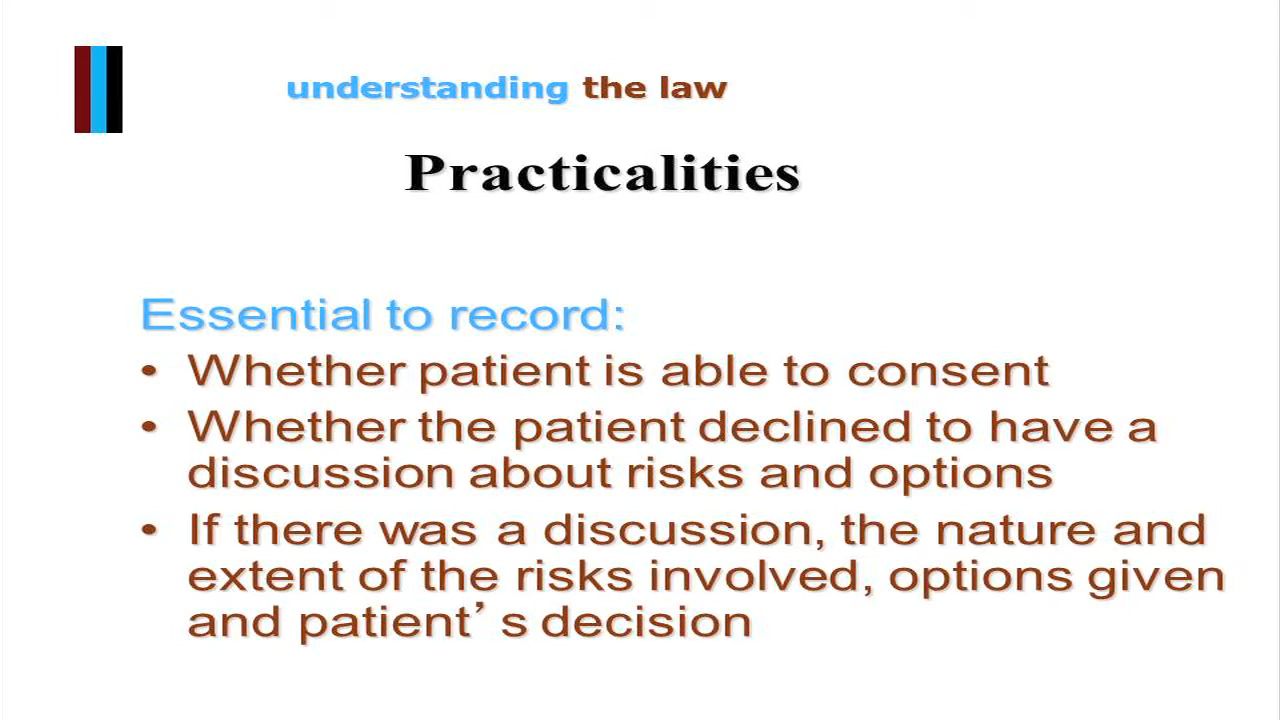 understanding the law
Practicalities
Essential to record:
• Whether patient is able to consent
• Whether the patient declined to have a
discussion about risks and options
• If there was a discussion, the nature and
extent of the risks involved, options given
and patient’s decision